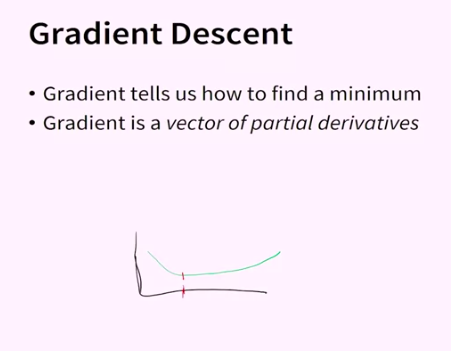 Gradient Descent
• Gradient tells us how to find a minimum
• Gradient is a vector of partial derivatives